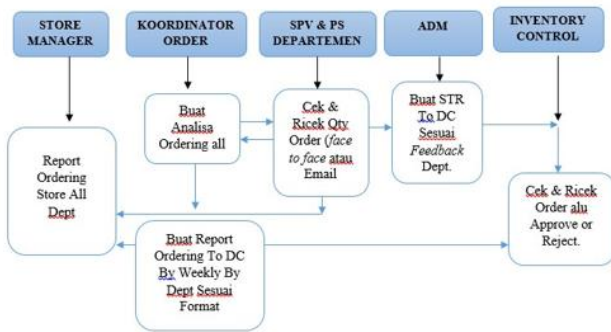 STORE
MANAGER
KOORDINATOR
ORDER
SPV & PS
DEPARTEMEN
ADM
INVENTORY
CONTROL
Report
Ordering
Store All
Dept
Buat
Analisa
Ordering all
Cek &
Ricek Qty
Order (face
to face atau
Email
Buat STR
To DC
Sesuai
Feedback
Dept.
Cek & Ricek
Order alu
Approve or
Reject.
Buat Report
Ordering To DC
By Weekly By
Dept Sesuai
Format